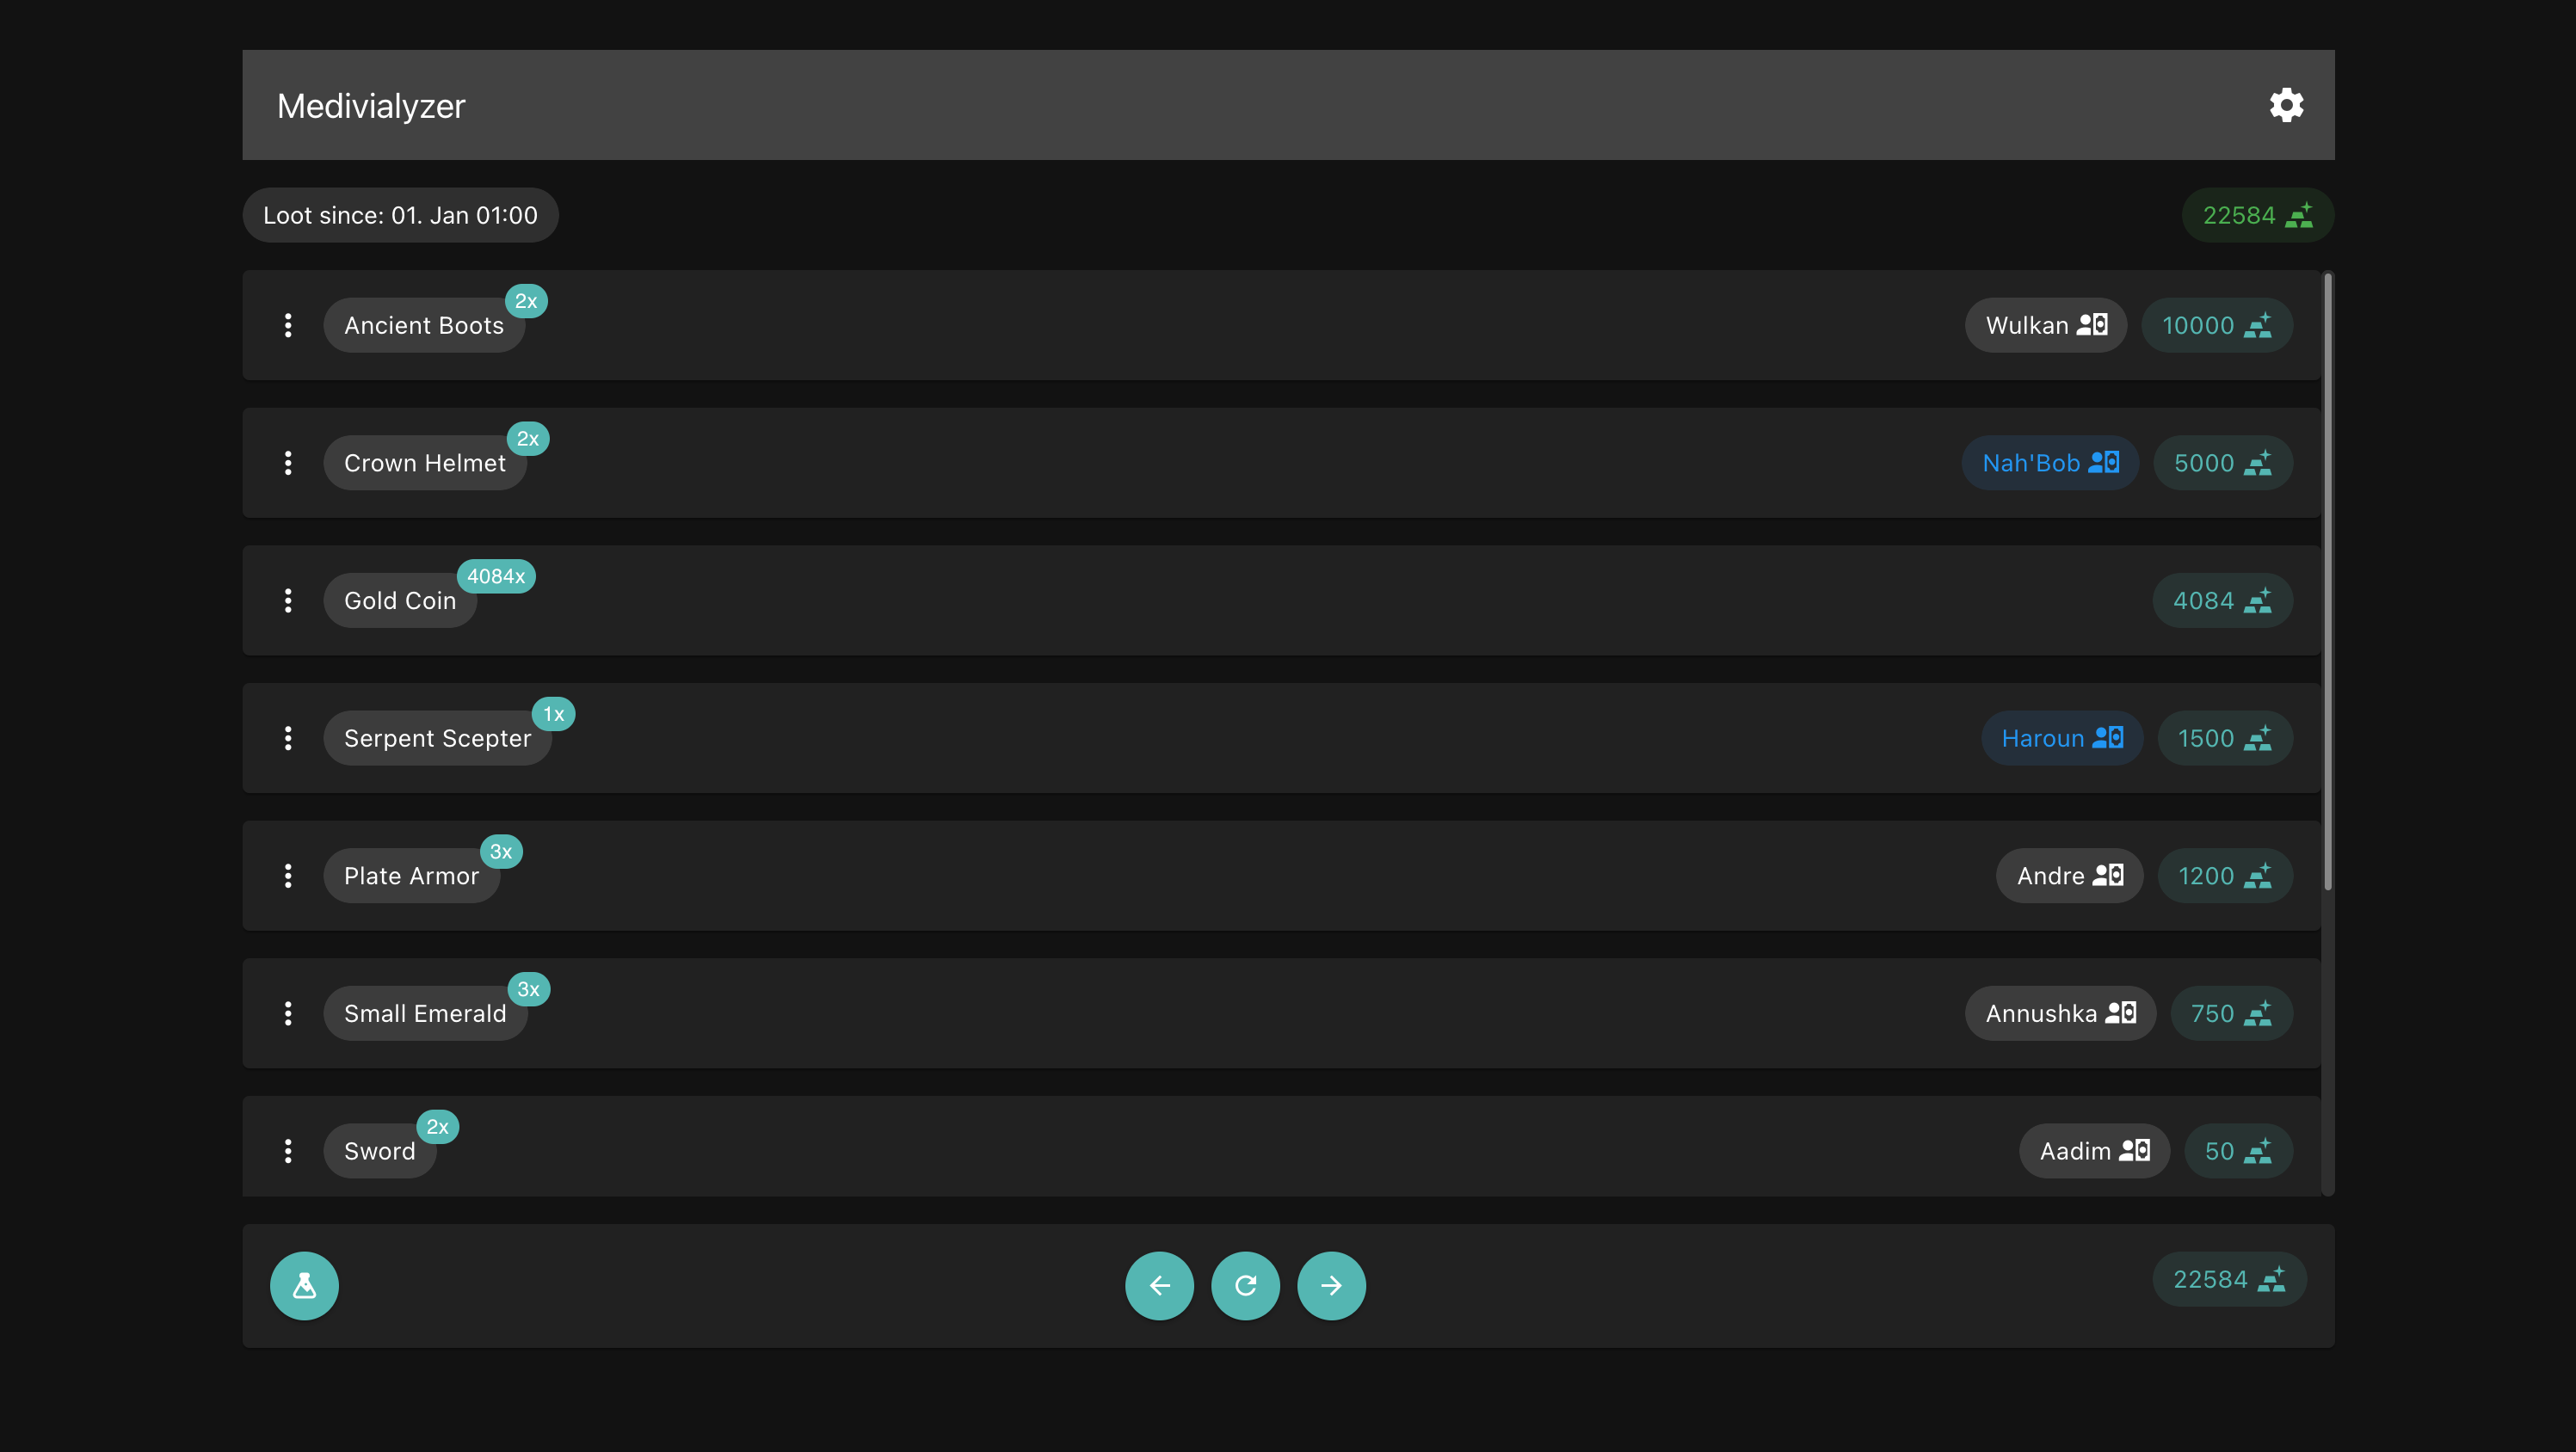 Medivialyzer
Loot since: 01. Jan 01:00
22584
Ancient Boots 2x Wulkan 10000
Crown Helmet 2x Nah'Bob 5000
Gold Coin 4084x 4084
Serpent Scepter 1x Haroun 1500
Plate Armor 3x Andre 1200
Small Emerald 3x Annushka 750
Sword 2x Aadim 50
22584